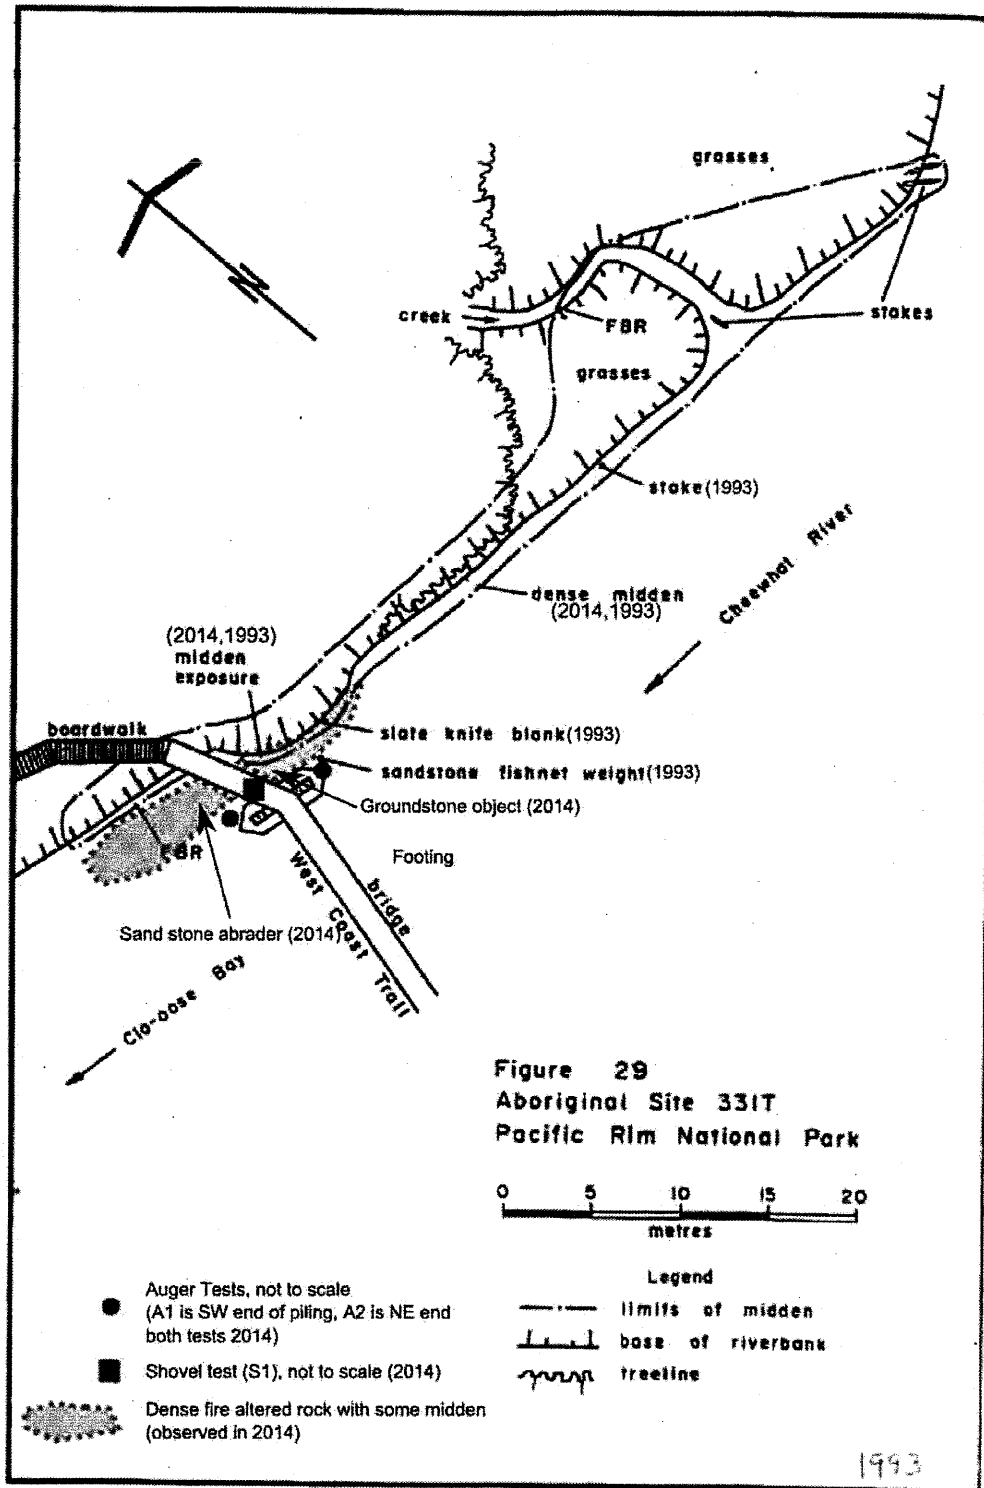 grasses
N
creek
FBR
stakes
grasses
stake (1993)
Cheewhat River
dense midden
(2014,1993)
(2014,1993)
midden
exposure
boardwalk
slate knife blank (1993)
sandstone fishnet weight (1993)
Groundstone object (2014)
FBR
Footing
West Coast Trail
bridge
Sand stone abrader (2014)
Clo-oose Bay
Figure 29
Aboriginal Site 331T
Pacific Rim National Park
0 5 10 15 20
metres
Legend
limits of midden
base of riverbank
treeline
Auger Tests, not to scale
(A1 is SW end of piling, A2 is NE end
both tests 2014)
Shovel test (S1), not to scale (2014)
Dense fire altered rock with some midden
(observed in 2014)
1993